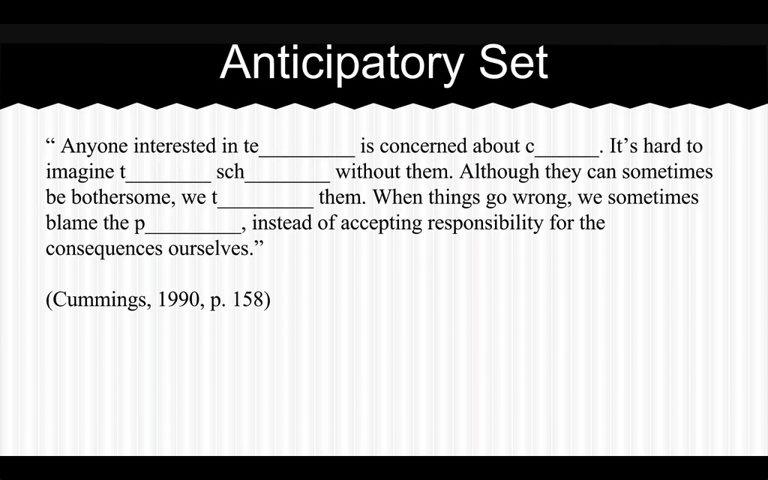 Anticipatory Set
“ Anyone interested in te_________ is concerned about c______. It’s hard to
imagine t________ sch________ without them. Although they can sometimes
be bothersome, we t_________ them. When things go wrong, we sometimes
blame the p_________, instead of accepting responsibility for the
consequences ourselves.”
(Cummings, 1990, p. 158)